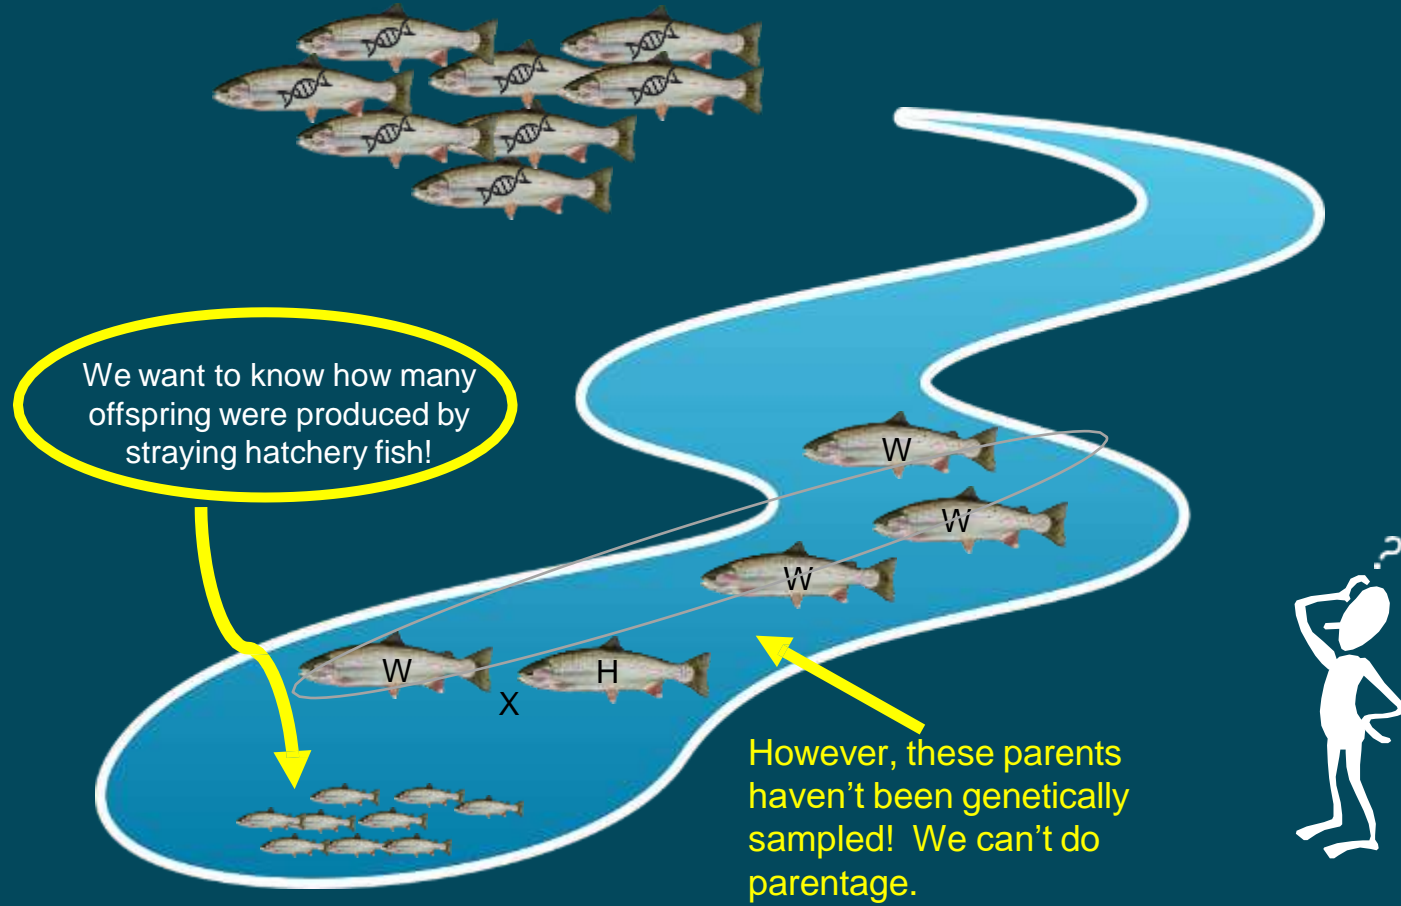 We want to know how many
offspring were produced by
straying hatchery fish!
W
W
W
W
H
X
?
However, these parents
haven’t been genetically
sampled! We can’t do
parentage.